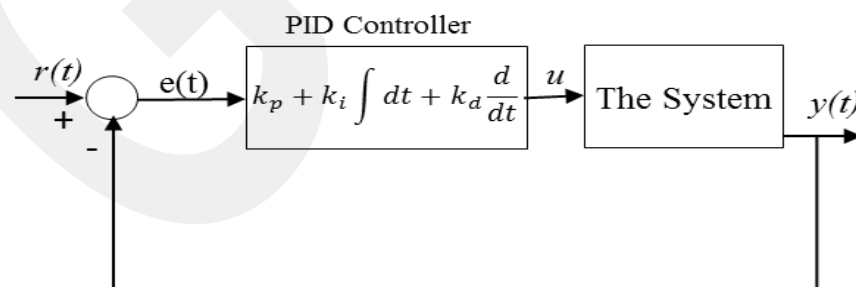 PID Controller
r(t) e(t) k_p + k_i ∫ dt + k_d d/dt u The System y(t)
+
-